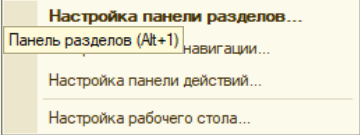 Настройка панели разделов...
Панель разделов (Alt+1)
навигации...
Настройка панели действий...
Настройка рабочего стола...